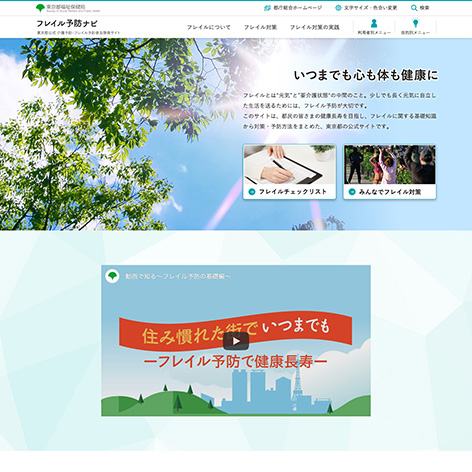 東京都福祉保健局
都庁総合ホームページ
文字サイズ・色合い変更
検索
フレイル予防ナビ
東京都公式 介護予防・フレイル予防普及啓発サイト
フレイルについて
フレイル対策
フレイル対策の実践
利用者別メニュー
目的別メニュー
いつまでも心も体も健康に
フレイルとは"元気"と"要介護状態"の中間のこと。少しでも長く元気に自立し
た生活を送るためには、フレイル予防が大切です。
このサイトは、都民の皆さまの健康長寿を目指し、フレイルに関する基礎知識
から対策・予防方法をまとめた、東京都の公式サイトです。
フレイルチェックリスト
みんなでフレイル対策
動画で知る～フレイル予防の基礎編～
住み慣れた街で いつまでも
ーフレイル予防で健康長寿ー